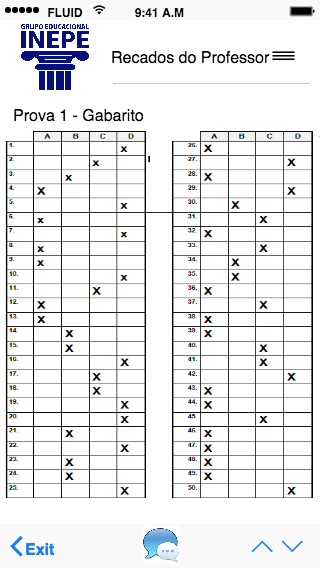 FLUID 9:41 A.M
GRUPO EDUCACIONAL
INEPE
Recados do Professor
Prova 1 - Gabarito
A B C D
1. x
2. x
3. x
4. x
5. x
6. x
7. x
8. x
9. x
10. x
11. x
12. x
13. x
14. x
15. x
16. x
17. x
18. x
19. x
20. x
21. x
22. x
23. x
24. x
25. x
A B C D
26. x
27. x
28. x
29. x
30. x
31. x
32. x
33. x
34. x
35. x
36. x
37. x
38. x
39. x
40. x
41. x
42. x
43. x
44. x
45. x
46. x
47. x
48. x
49. x
50. x
Exit